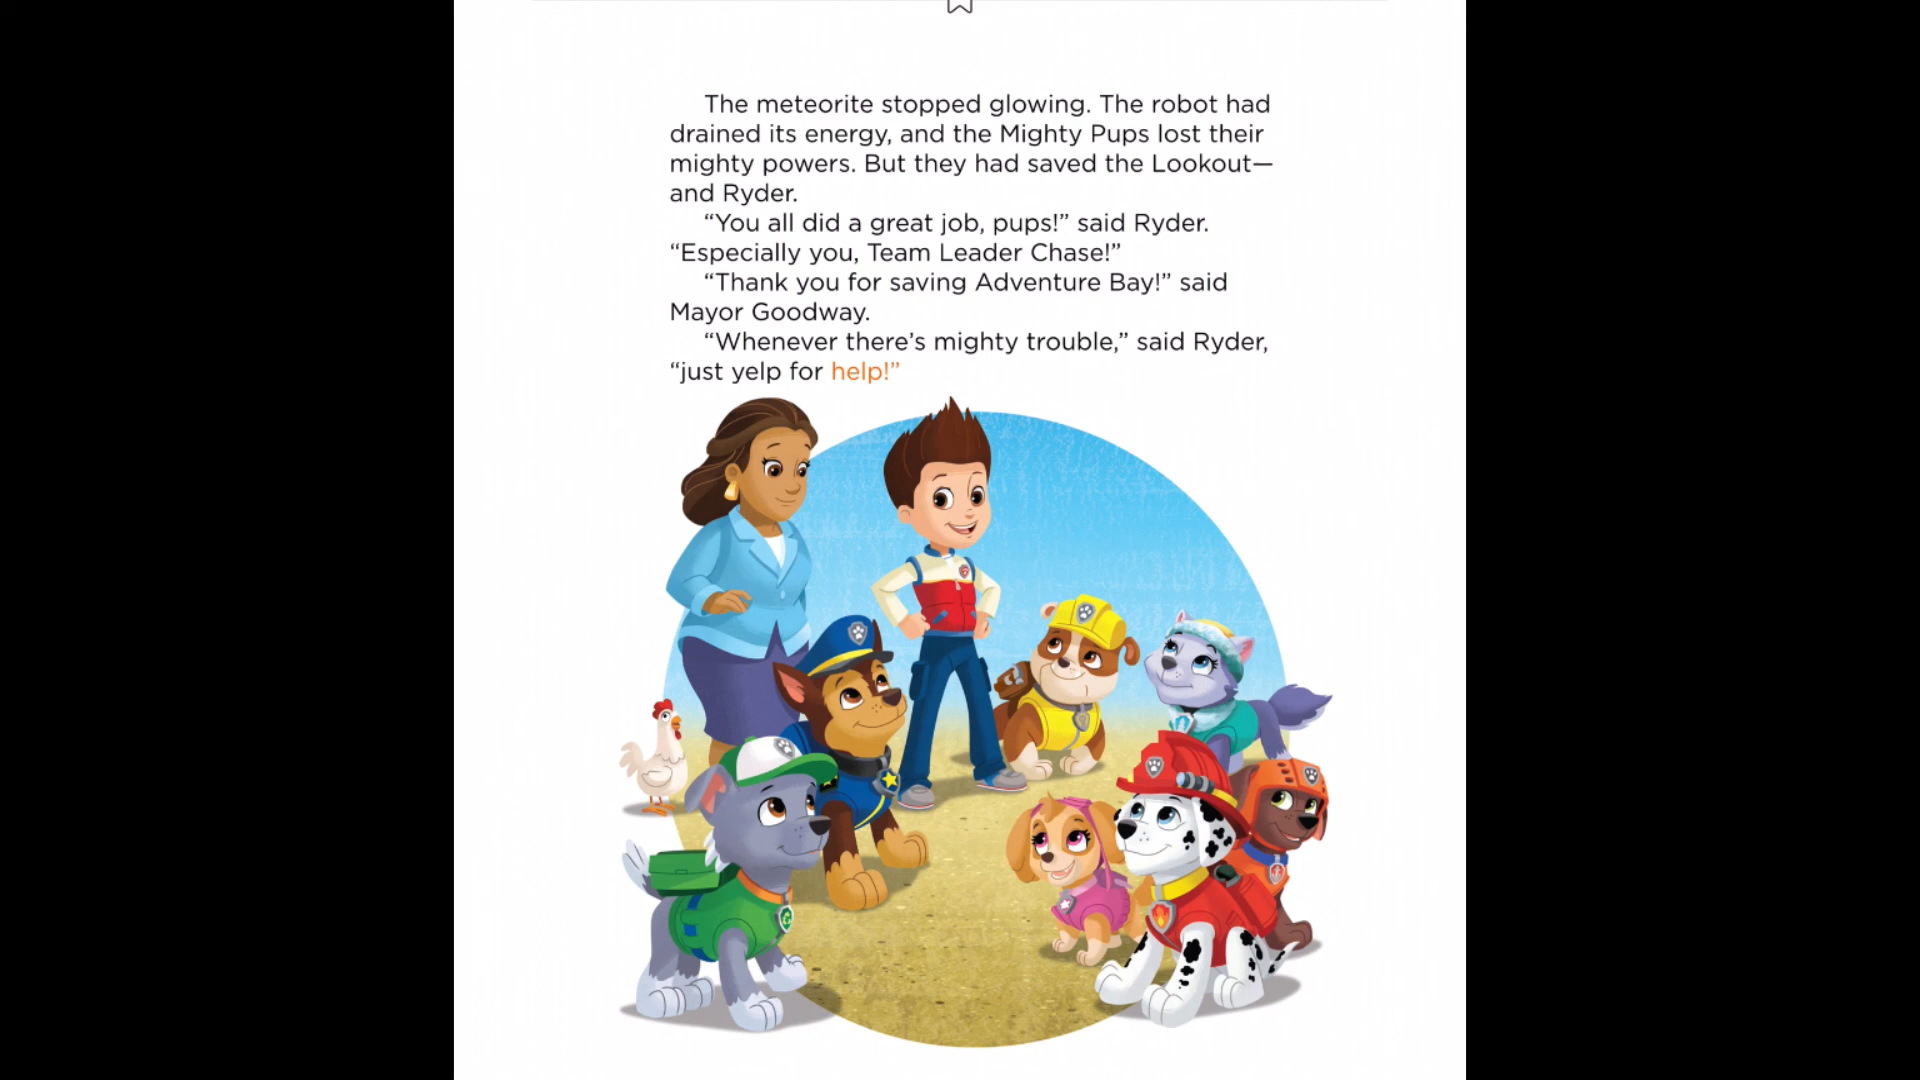 The meteorite stopped glowing. The robot had
drained its energy, and the Mighty Pups lost their
mighty powers. But they had saved the Lookout—
and Ryder.
“You all did a great job, pups!” said Ryder.
“Especially you, Team Leader Chase!”
“Thank you for saving Adventure Bay!” said
Mayor Goodway.
“Whenever there’s mighty trouble,” said Ryder,
“just yelp for help!”